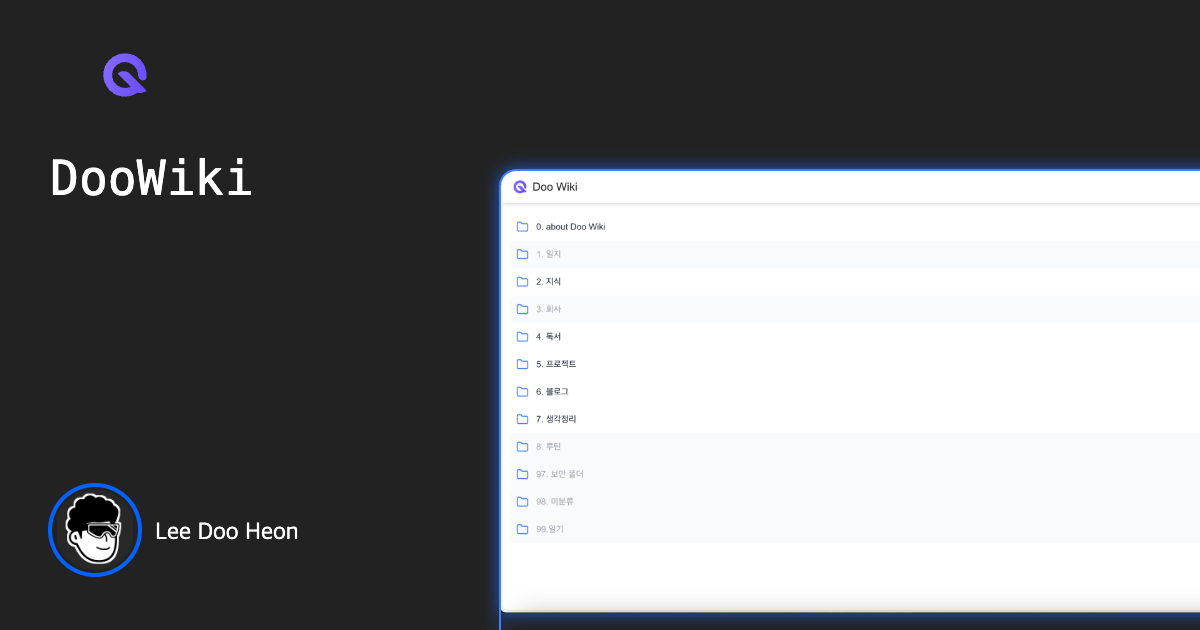 DooWiki
Doo Wiki
0. about Doo Wiki
1. 일지
2. 지식
3. 회사
4. 독서
5. 프로젝트
6. 블로그
7. 생각정리
8. 루틴
97. 보안 폴더
98. 미분류
99.일기
Lee Doo Heon